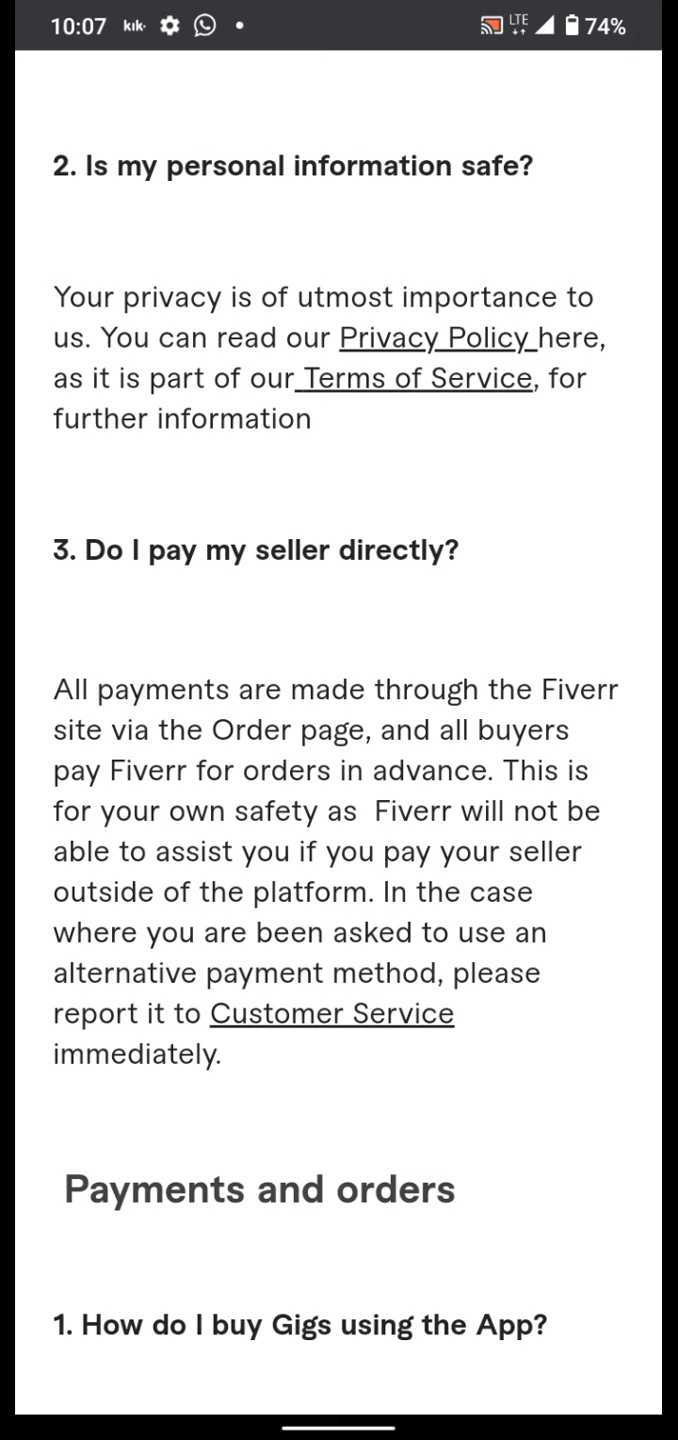 10:07 kik LTE 74%
2. Is my personal information safe?
Your privacy is of utmost importance to
us. You can read our Privacy Policy here,
as it is part of our Terms of Service, for
further information
3. Do I pay my seller directly?
All payments are made through the Fiverr
site via the Order page, and all buyers
pay Fiverr for orders in advance. This is
for your own safety as  Fiverr will not be
able to assist you if you pay your seller
outside of the platform. In the case
where you are been asked to use an
alternative payment method, please
report it to Customer Service
immediately.
Payments and orders
1. How do I buy Gigs using the App?